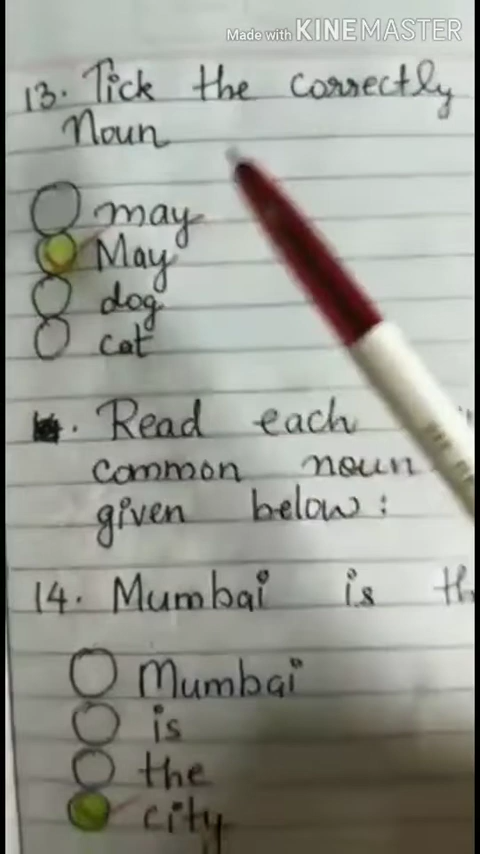 Made with KINEMASTER
13. Tick the correctly
Noun
may
May
dog
cat
Read each
common noun
given below:
14. Mumbai is
Mumbai
is
the
city